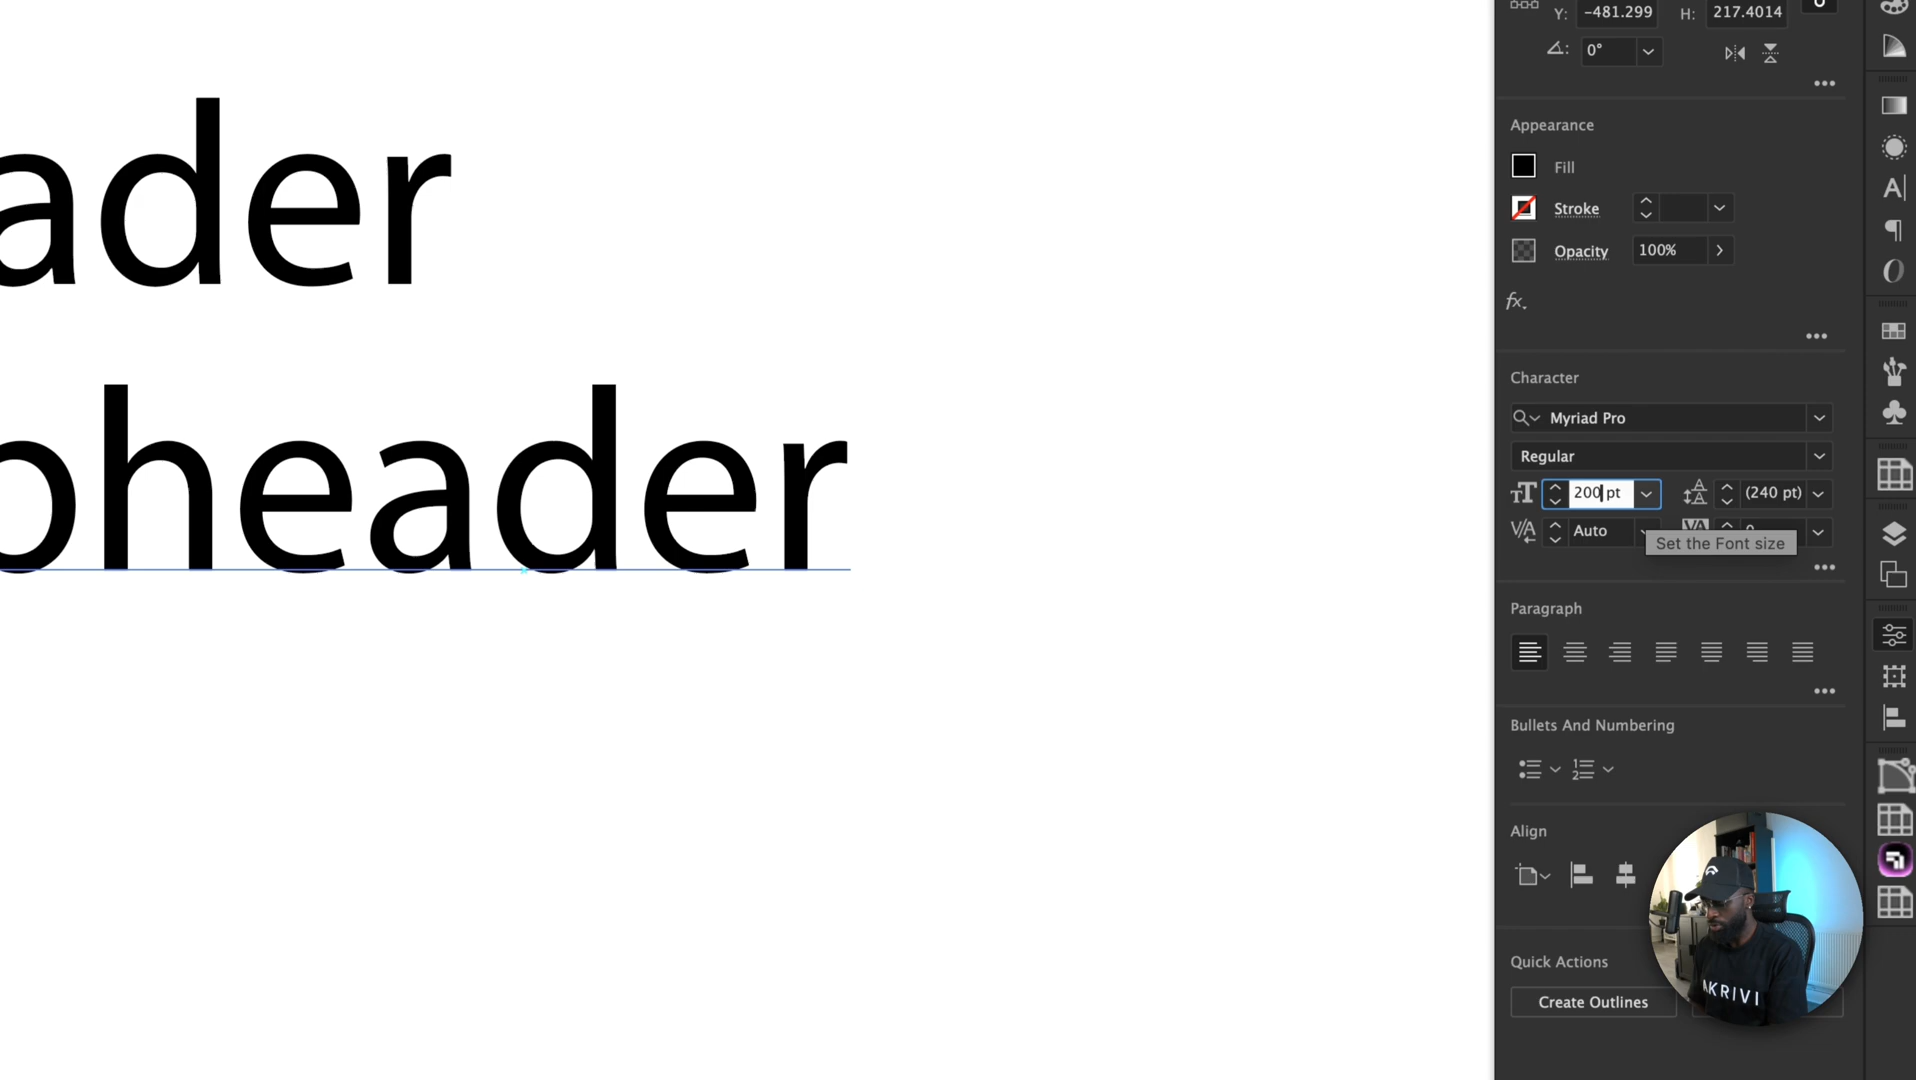 Y: -481.299 H: 217.4014
0°
ader
Appearance
Fill
Stroke
Opacity 100%
fx.
Character
Myriad Pro
Regular
200 pt (240 pt)
Auto
Set the Font size
pheader
Paragraph
Bullets And Numbering
Align
Quick Actions
Create Outlines
AKRIVI